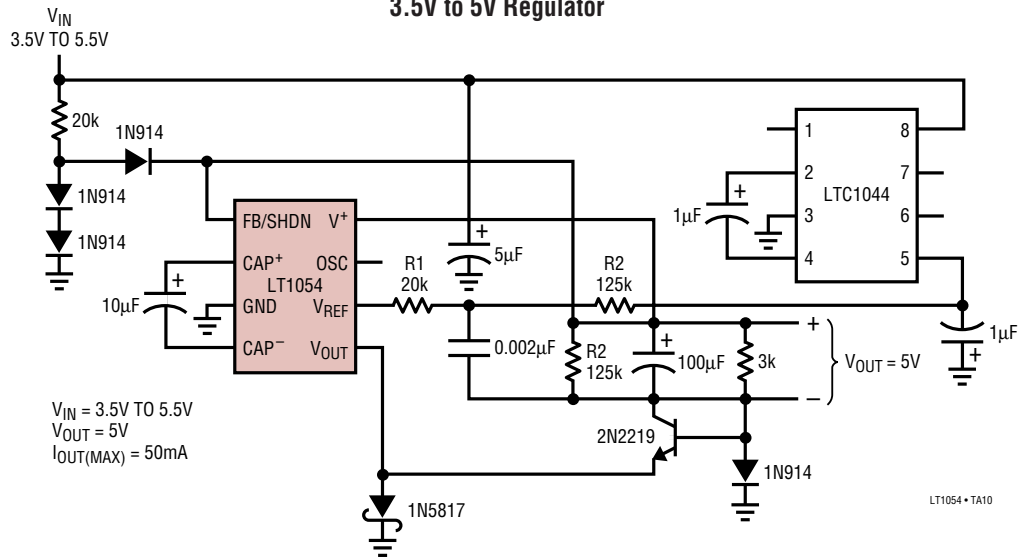 3.5V to 5V Regulator
VIN
3.5V TO 5.5V
20k
1N914
1N914
1N914
FB/SHDN V+
CAP+ OSC
LT1054
GND VREF
CAP− VOUT
10µF
+
5µF
+
R1
20k
R2
125k
0.002µF
R2
125k
100µF
+
3k
+
−
VOUT = 5V
1 8
2 7
LTC1044
3 6
4 5
1µF
+
1µF
+
2N2219
1N914
1N5817
VIN = 3.5V TO 5.5V
VOUT = 5V
IOUT(MAX) = 50mA
LT1054 • TA10